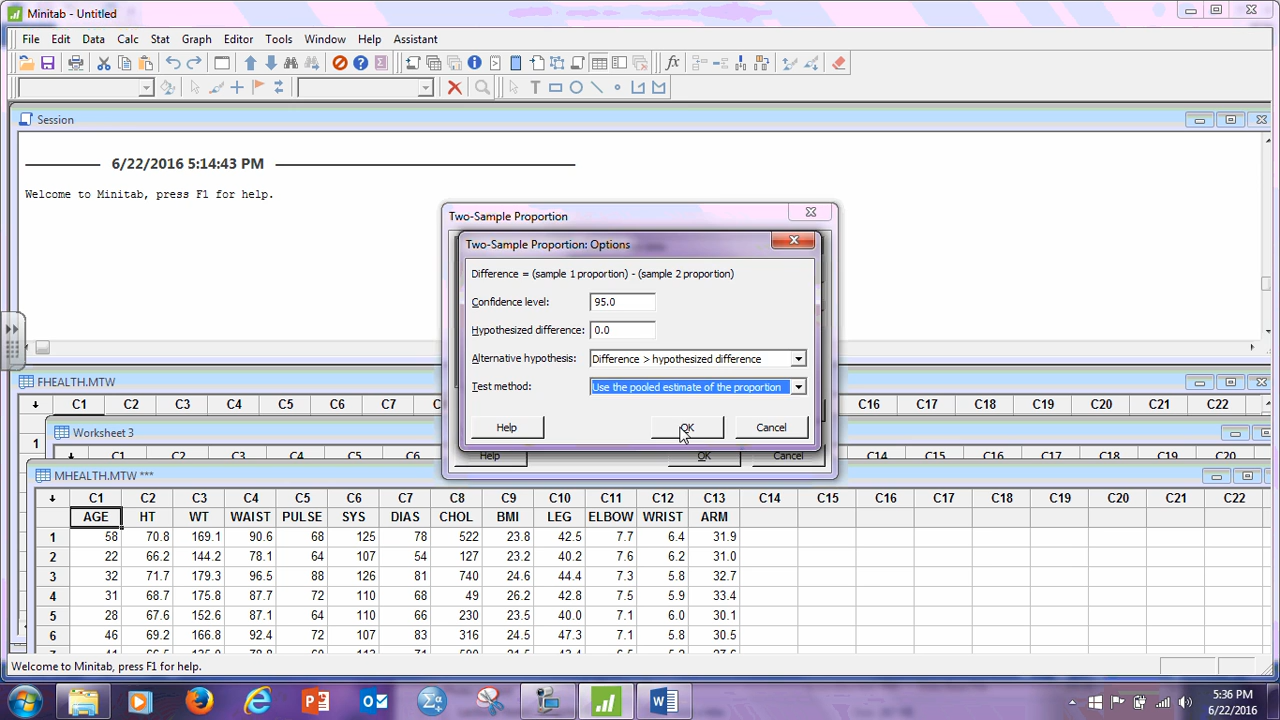 Minitab - Untitled
File Edit Data Calc Stat Graph Editor Tools Window Help Assistant
Session
6/22/2016 5:14:43 PM
Welcome to Minitab, press F1 for help.
Two-Sample Proportion
Two-Sample Proportion: Options
Difference = (sample 1 proportion) - (sample 2 proportion)
Confidence level: 95.0
Hypothesized difference: 0.0
Alternative hypothesis: Difference > hypothesized difference
Test method: Use the pooled estimate of the proportion
Help OK Cancel
Help OK Cancel
FHEALTH.MTW
C1 C2 C3 C4 C5 C6 C7 C16 C17 C18 C19 C20 C21 C22
1
Worksheet 3
C1 C2 C3 C4 C5 C6 C14 C15 C16 C17 C18 C19 C20
MHEALTH.MTW ***
C1 C2 C3 C4 C5 C6 C7 C8 C9 C10 C11 C12 C13 C14 C15 C16 C17 C18 C19 C20 C21 C22
AGE HT WT WAIST PULSE SYS DIAS CHOL BMI LEG ELBOW WRIST ARM
1 58 70.8 169.1 90.6 68 125 78 522 23.8 42.5 7.7 6.4 31.9
2 22 66.2 144.2 78.1 64 107 54 127 23.2 40.2 7.6 6.2 31.0
3 32 71.7 179.3 96.5 88 126 81 740 24.6 44.4 7.3 5.8 32.7
4 31 68.7 175.8 87.7 72 110 68 49 26.2 42.8 7.5 5.9 33.4
5 28 67.6 152.6 87.1 64 110 66 230 23.5 40.0 7.1 6.0 30.1
6 46 69.2 166.8 92.4 72 107 83 316 24.5 47.3 7.1 5.8 30.5
Welcome to Minitab, press F1 for help.
5:36 PM
6/22/2016